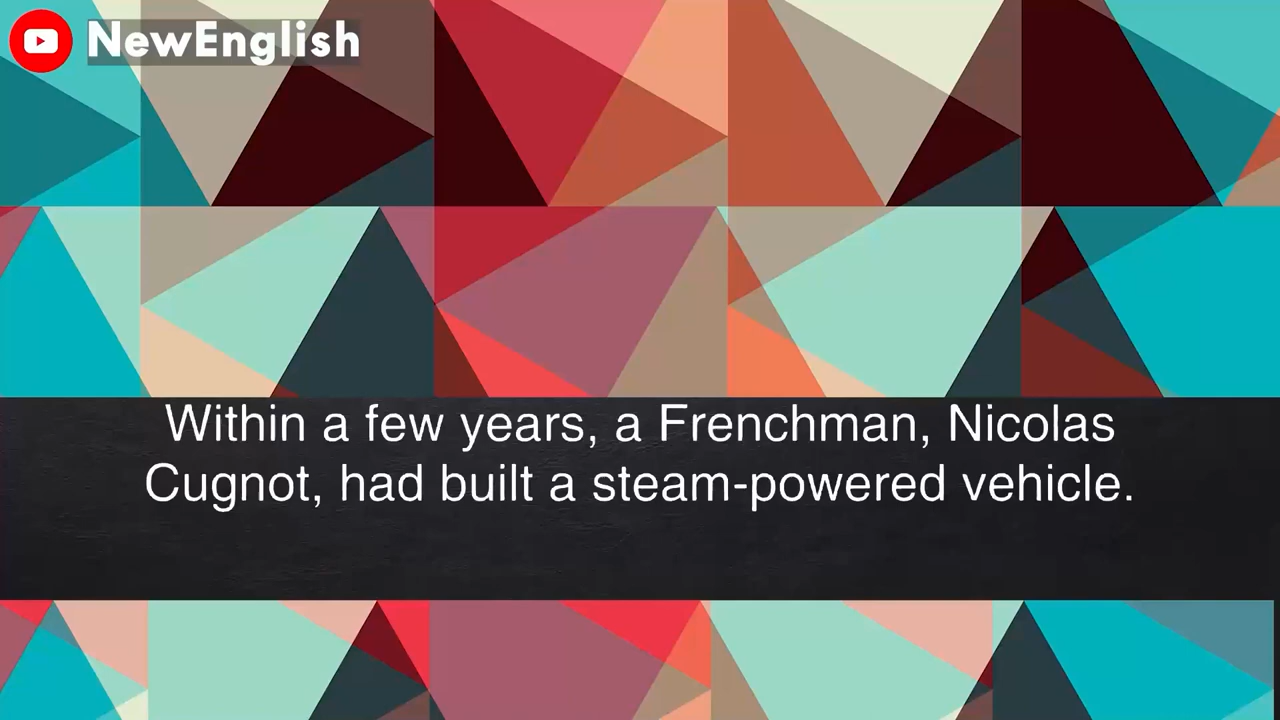 NewEnglish
Within a few years, a Frenchman, Nicolas
Cugnot, had built a steam-powered vehicle.